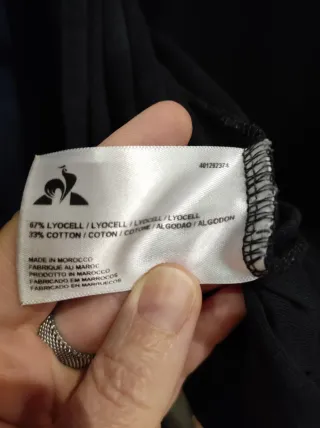 401292374
67% LYOCELL / LYOCELL / LYOCELL / LYOCELL
33% COTTON / COTON / COTONE / ALGODAO / ALGODON
MADE IN MOROCCO
FABRIQUE AU MAROC
PRODOTTO IN MAROCCO
FABRICADO EM MARROCOS
FABRICADO EN MARRUECOS